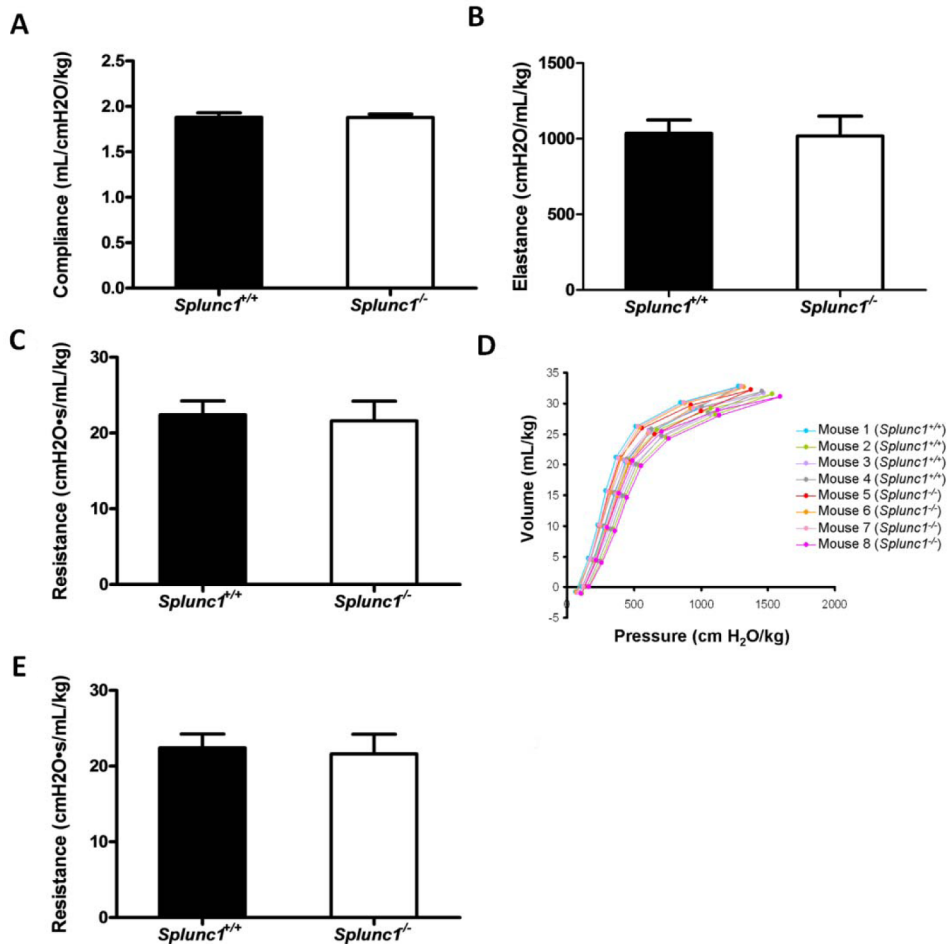 A
Compliance (mL/cmH2O/kg)
2.5
2.0
1.5
1.0
0.5
0.0
Splunc1+/+
Splunc1/-
B
Elastance (cmH2O/mL/kg)
1500
1000
500
0
Splunc1+/+
Splunc1/-
C
Resistance (cmH2O•s/mL/kg)
30
20
10
0
Splunc1+/+
Splunc1/-
D
Volume (mL/kg)
35
30
25
20
15
10
5
0
-5
0 500 1000 1500 2000
Pressure (cm H₂O/kg)
Mouse 1 (Splunc1+/+)
Mouse 2 (Splunc1+/+)
Mouse 3 (Splunc1+/+)
Mouse 4 (Splunc1+/+)
Mouse 5 (Splunc1-/-)
Mouse 6 (Splunc1-/-)
Mouse 7 (Splunc1-/-)
Mouse 8 (Splunc1-/-)
E
Resistance (cmH2O•s/mL/kg)
30
20
10
0
Splunc1+/+
Splunc1/-